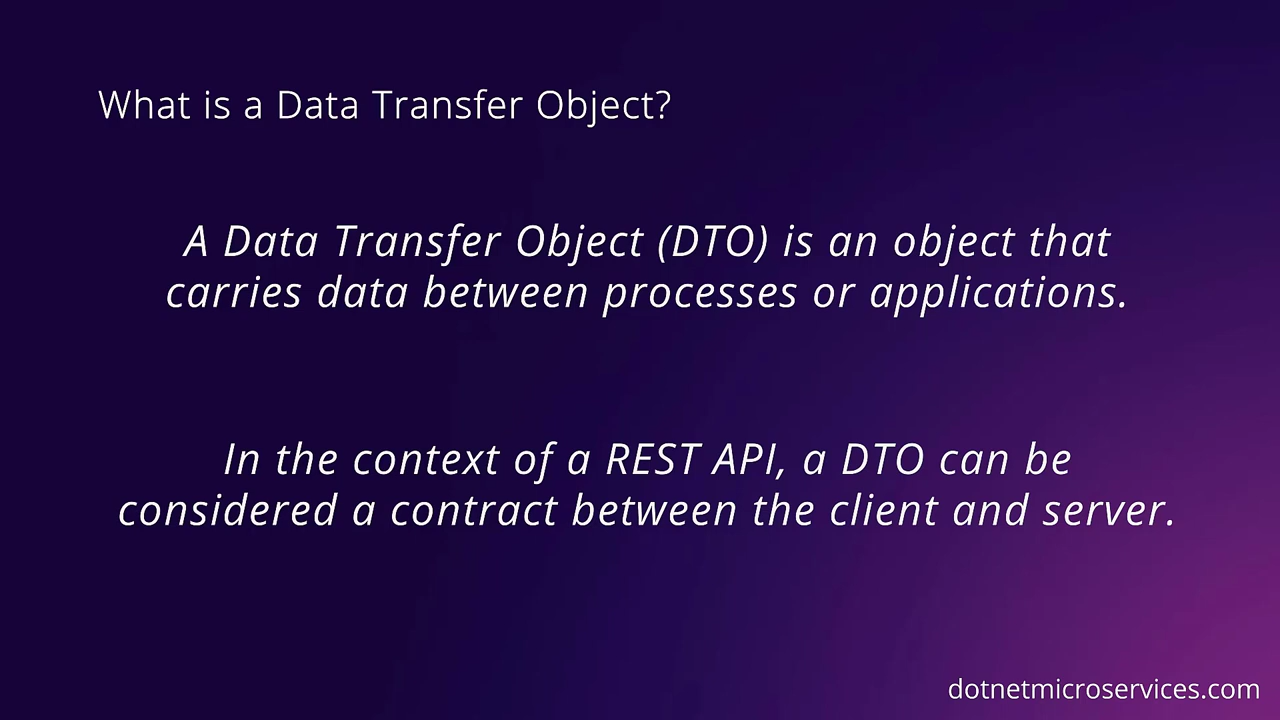 What is a Data Transfer Object?
A Data Transfer Object (DTO) is an object that
carries data between processes or applications.
In the context of a REST API, a DTO can be
considered a contract between the client and server.
dotnetmicroservices.com